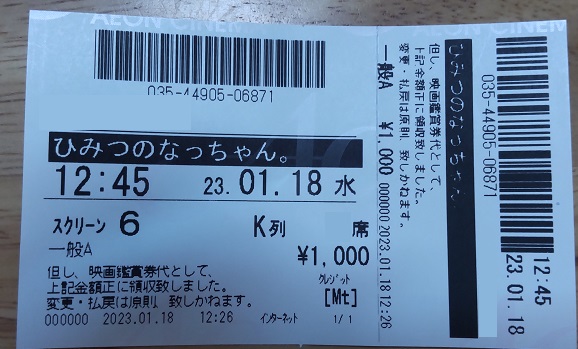 AEON CINEM
035-44905-06871
ひみつのなっちゃん。
12:45 23.01.18 水
スクリーン 6 K列 席
一般A
¥1,000
但し、映画鑑賞券代として、
上記金額正に領収致しました。
変更・払戻は原則 致しかねます。
クレジット
[Mt]
000000 2023.01.18 12:26 インターネット 1/1
ひみつのなっちゃん
但し、映画鑑賞券代として、
上記金額正に領収致しました。
変更・払戻は原則 致しかねます。
一般A ¥1,000 000000 2023.01.18 12:26
035-44905-06871
12:45
23.01.18